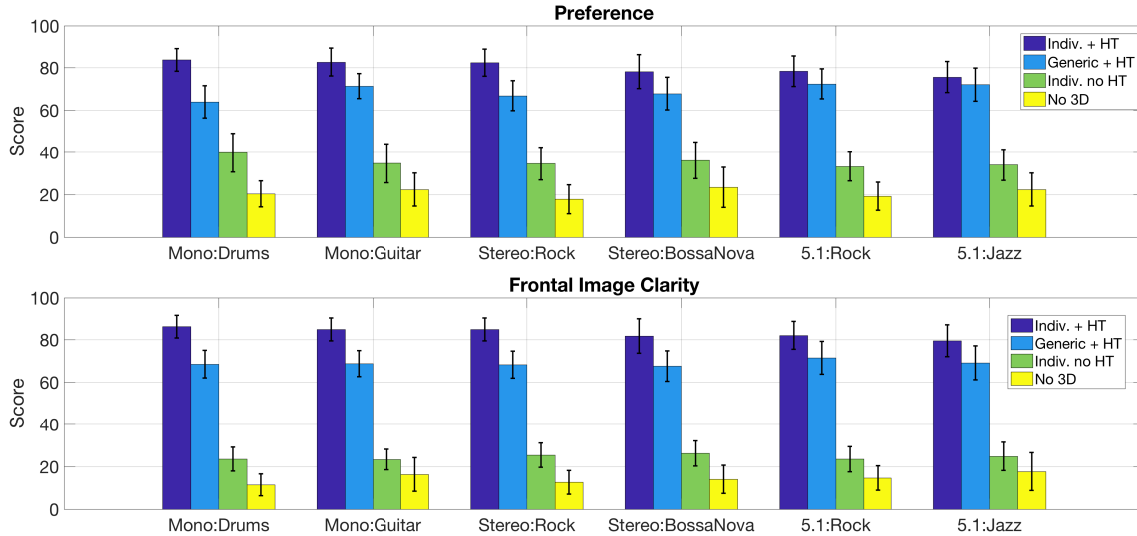 Preference
100
80
60
40
20
0
Score
Indiv. + HT
Generic + HT
Indiv. no HT
No 3D
Mono:Drums Mono:Guitar Stereo:Rock Stereo:BossaNova 5.1:Rock 5.1:Jazz
Frontal Image Clarity
100
80
60
40
20
0
Score
Indiv. + HT
Generic + HT
Indiv. no HT
No 3D
Mono:Drums Mono:Guitar Stereo:Rock Stereo:BossaNova 5.1:Rock 5.1:Jazz